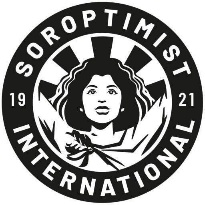 SOROPTIMIST
19 21
INTERNATIONAL